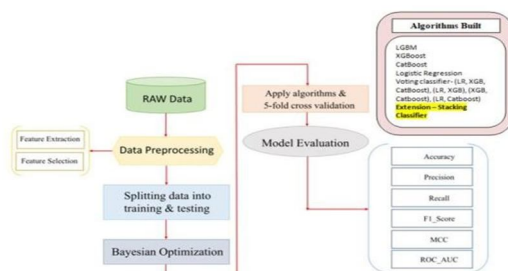 RAW Data
Feature Extraction
Feature Selection
Data Preprocessing
Splitting data into
training & testing
Bayesian Optimization
Apply algorithms &
5-fold cross validation
Model Evaluation
Algorithms Built
LGBM
XGBoost
CatBoost
Logistic Regression
Voting classifier- (LR, XGB,
CatBoost), (LR, XGB), (XGB,
Catboost), (LR, Catboost)
Extension – Stacking
Classifier
Accuracy
Precision
Recall
F1_Score
MCC
ROC_AUC